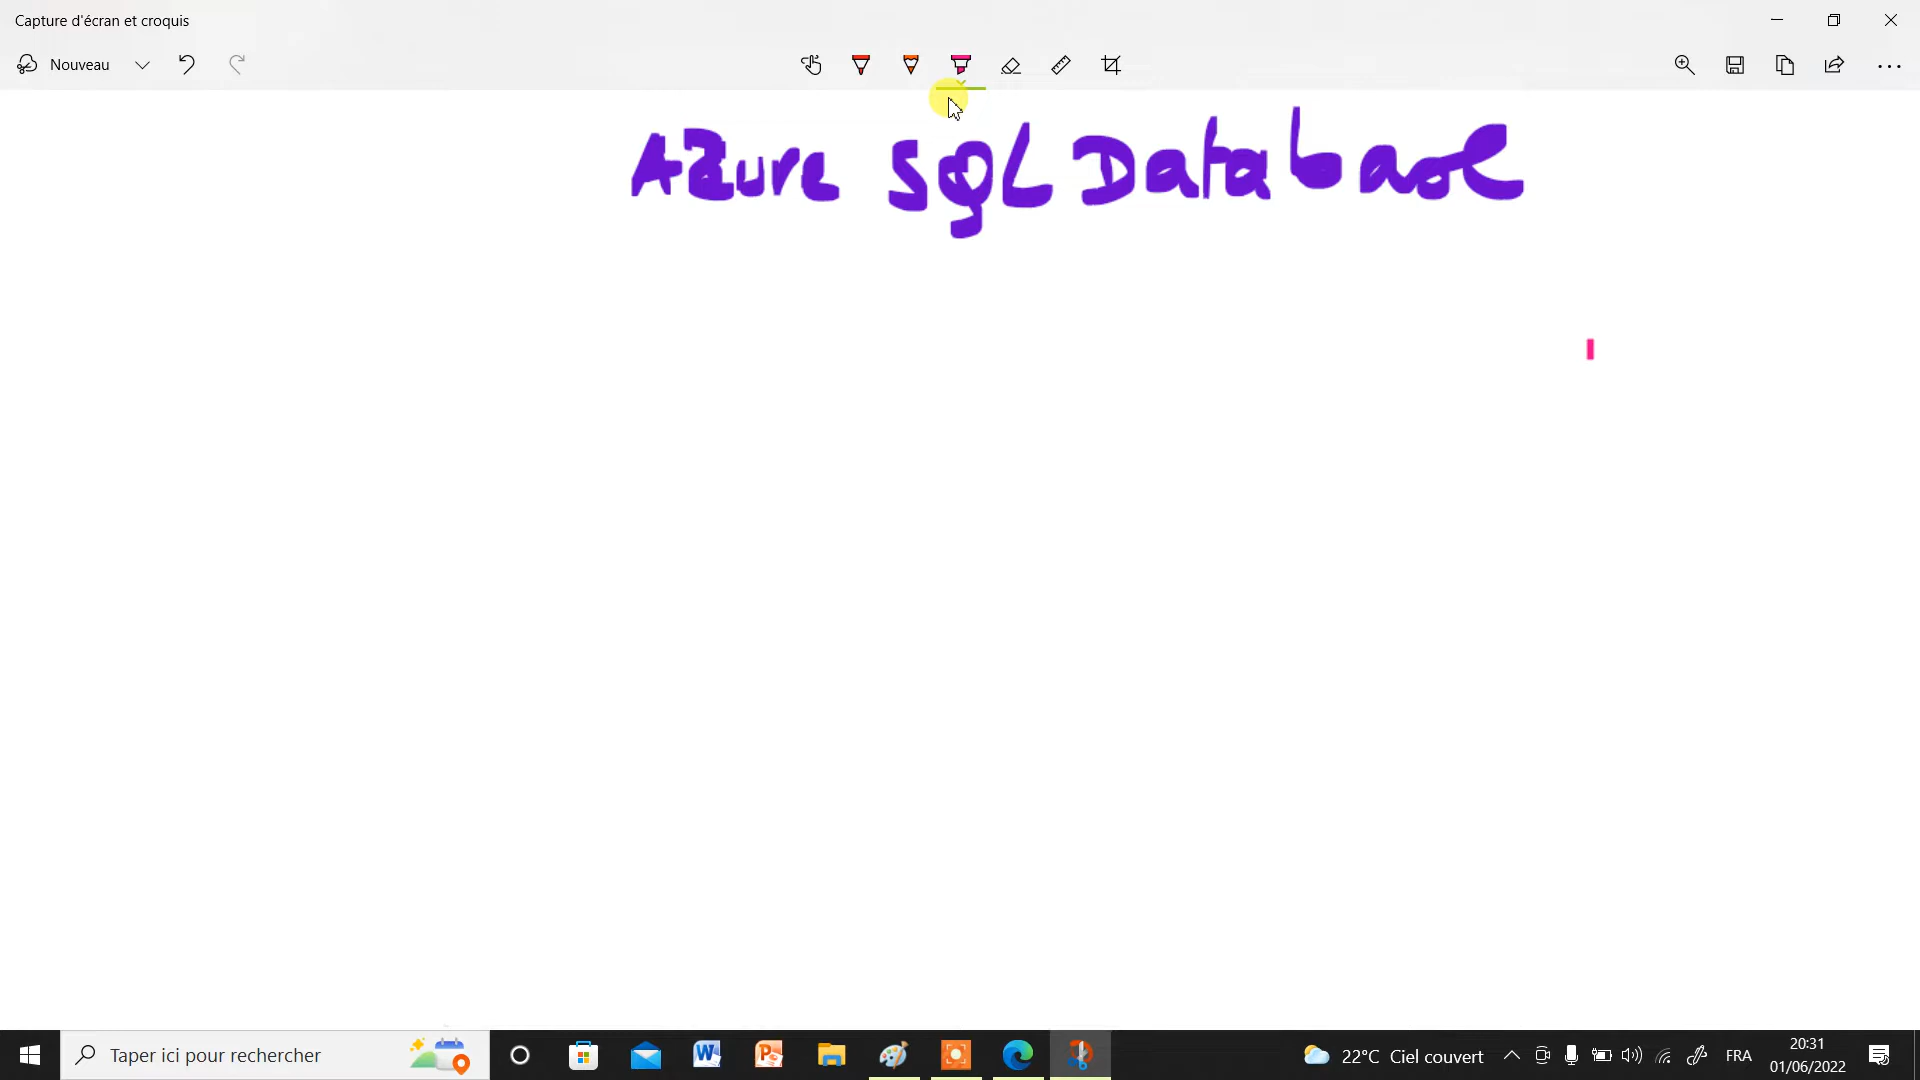 Capture d'écran et croquis
Nouveau
Azure SQL Database
Taper ici pour rechercher
22°C Ciel couvert
FRA
20:31
01/06/2022